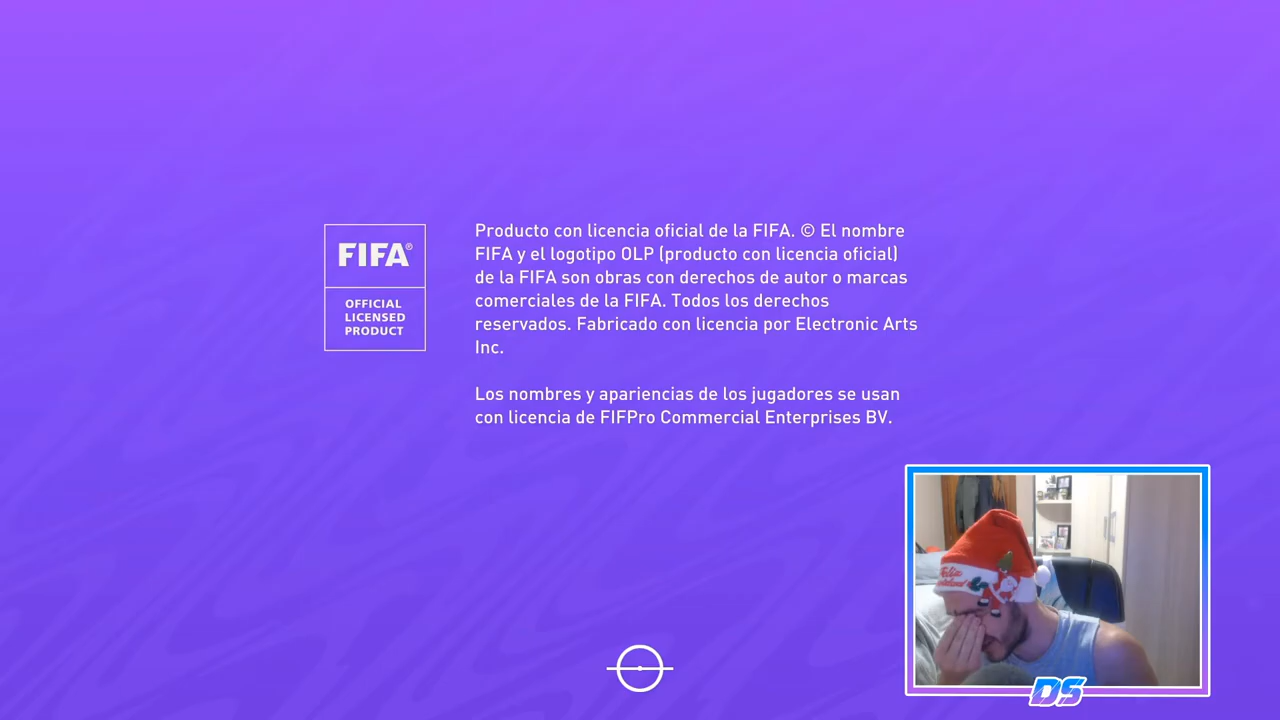 FIFA®
OFFICIAL
LICENSED
PRODUCT
Producto con licencia oficial de la FIFA. © El nombre
FIFA y el logotipo OLP (producto con licencia oficial)
de la FIFA son obras con derechos de autor o marcas
comerciales de la FIFA. Todos los derechos
reservados. Fabricado con licencia por Electronic Arts
Inc.
Los nombres y apariencias de los jugadores se usan
con licencia de FIFPro Commercial Enterprises BV.
Feliz
DS